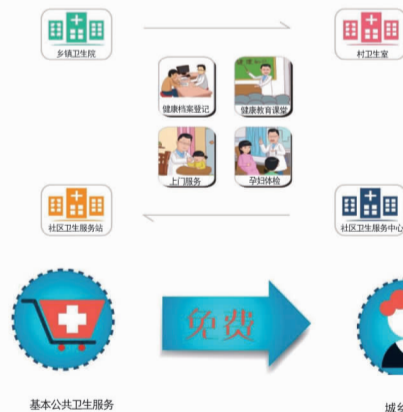 乡镇卫生院
村卫生室
健康档案登记
健康教育课堂
上门服务
孕妇体检
社区卫生服务站
社区卫生服务中心
免费
基本公共卫生服务
城乡